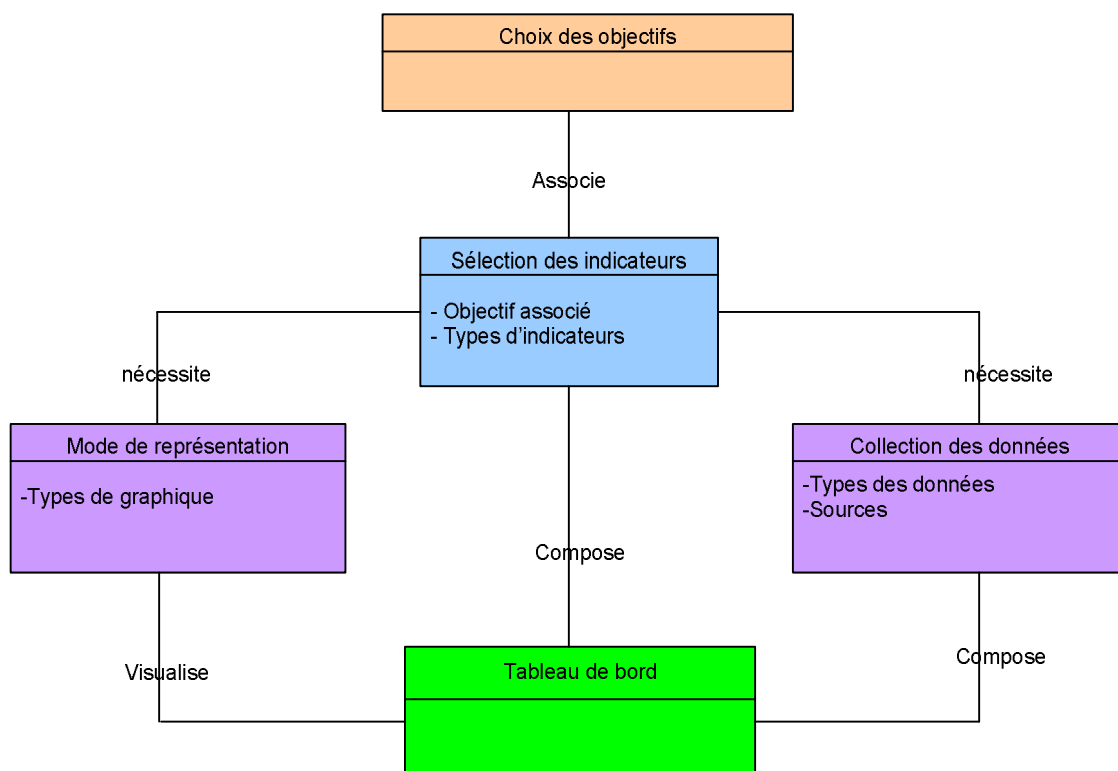 Choix des objectifs
Associe
Sélection des indicateurs
- Objectif associé
- Types d'indicateurs
nécessite
nécessite
Mode de représentation
-Types de graphique
Collection des données
-Types des données
-Sources
Compose
Visualise
Compose
Tableau de bord